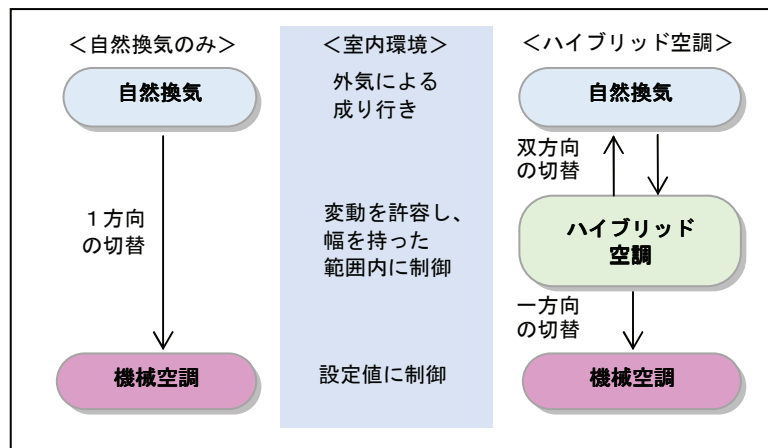 ＜自然換気のみ＞
自然換気
１方向
の切替
機械空調
＜室内環境＞
外気による
成り行き
変動を許容し、
幅を持った
範囲内に制御
設定値に制御
＜ハイブリッド空調＞
自然換気
双方向
の切替
ハイブリッド
空調
一方向
の切替
機械空調